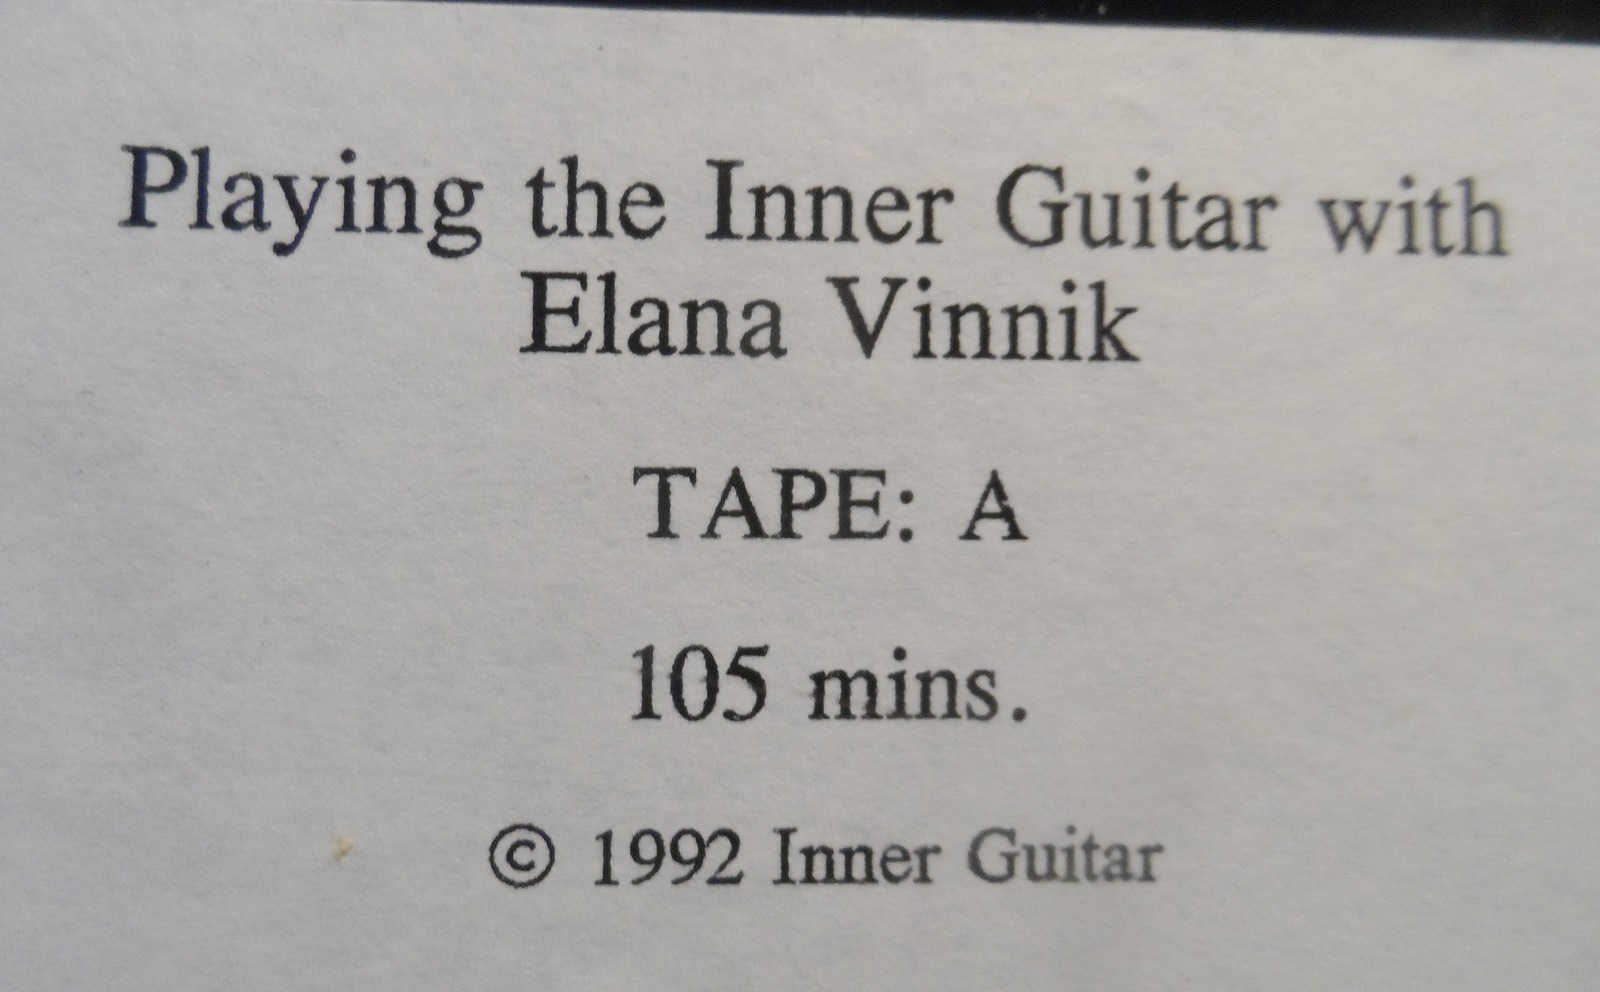 Playing the Inner Guitar with
Elana Vinnik
TAPE: A
105 mins.
© 1992 Inner Guitar